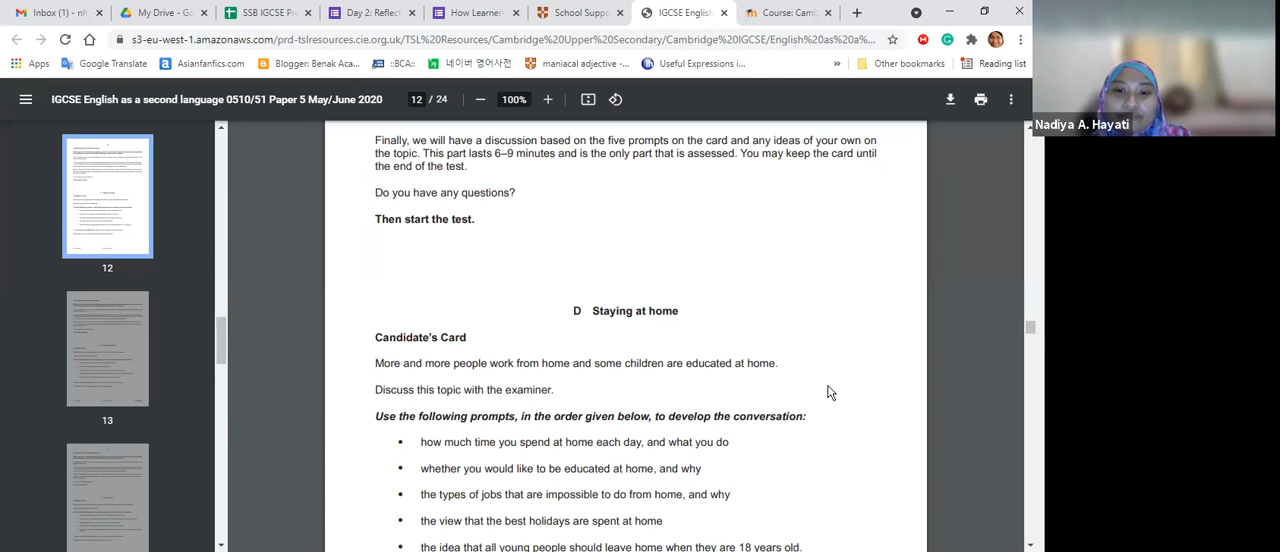 Inbox (1) - nh
My Drive - Go
SSB IGCSE Pre
Day 2: Reflect
How Learner
School Suppo
IGCSE English
Course: Camb
s3-eu-west-1.amazonaws.com/prd-tslresources.cie.org.uk/TSL%20Resources/Cambridge%20Upper%20Secondary/Cambridge%20IGCSE/English%20as%20a%...
Apps
Google Translate
Asianfanfics.com
Bloggen: Benak Aca...
::BCA::
네이버 영어사전
maniacal adjective -...
Useful Expressions i...
Other bookmarks
Reading list
IGCSE English as a second language 0510/51 Paper 5 May/June 2020
12 / 24
100%
Nadiya A. Hayati
12
13
Finally, we will have a discussion based on the five prompts on the card and any ideas of your own on
the topic. This part lasts 6–9 minutes and is the only part that is assessed. You may keep the card until
the end of the test.
Do you have any questions?
Then start the test.
D Staying at home
Candidate's Card
More and more people work from home and some children are educated at home.
Discuss this topic with the examiner.
Use the following prompts, in the order given below, to develop the conversation:
• how much time you spend at home each day, and what you do
• whether you would like to be educated at home, and why
• the types of jobs that are impossible to do from home, and why
• the view that the best holidays are spent at home
• the idea that all young people should leave home when they are 18 years old.